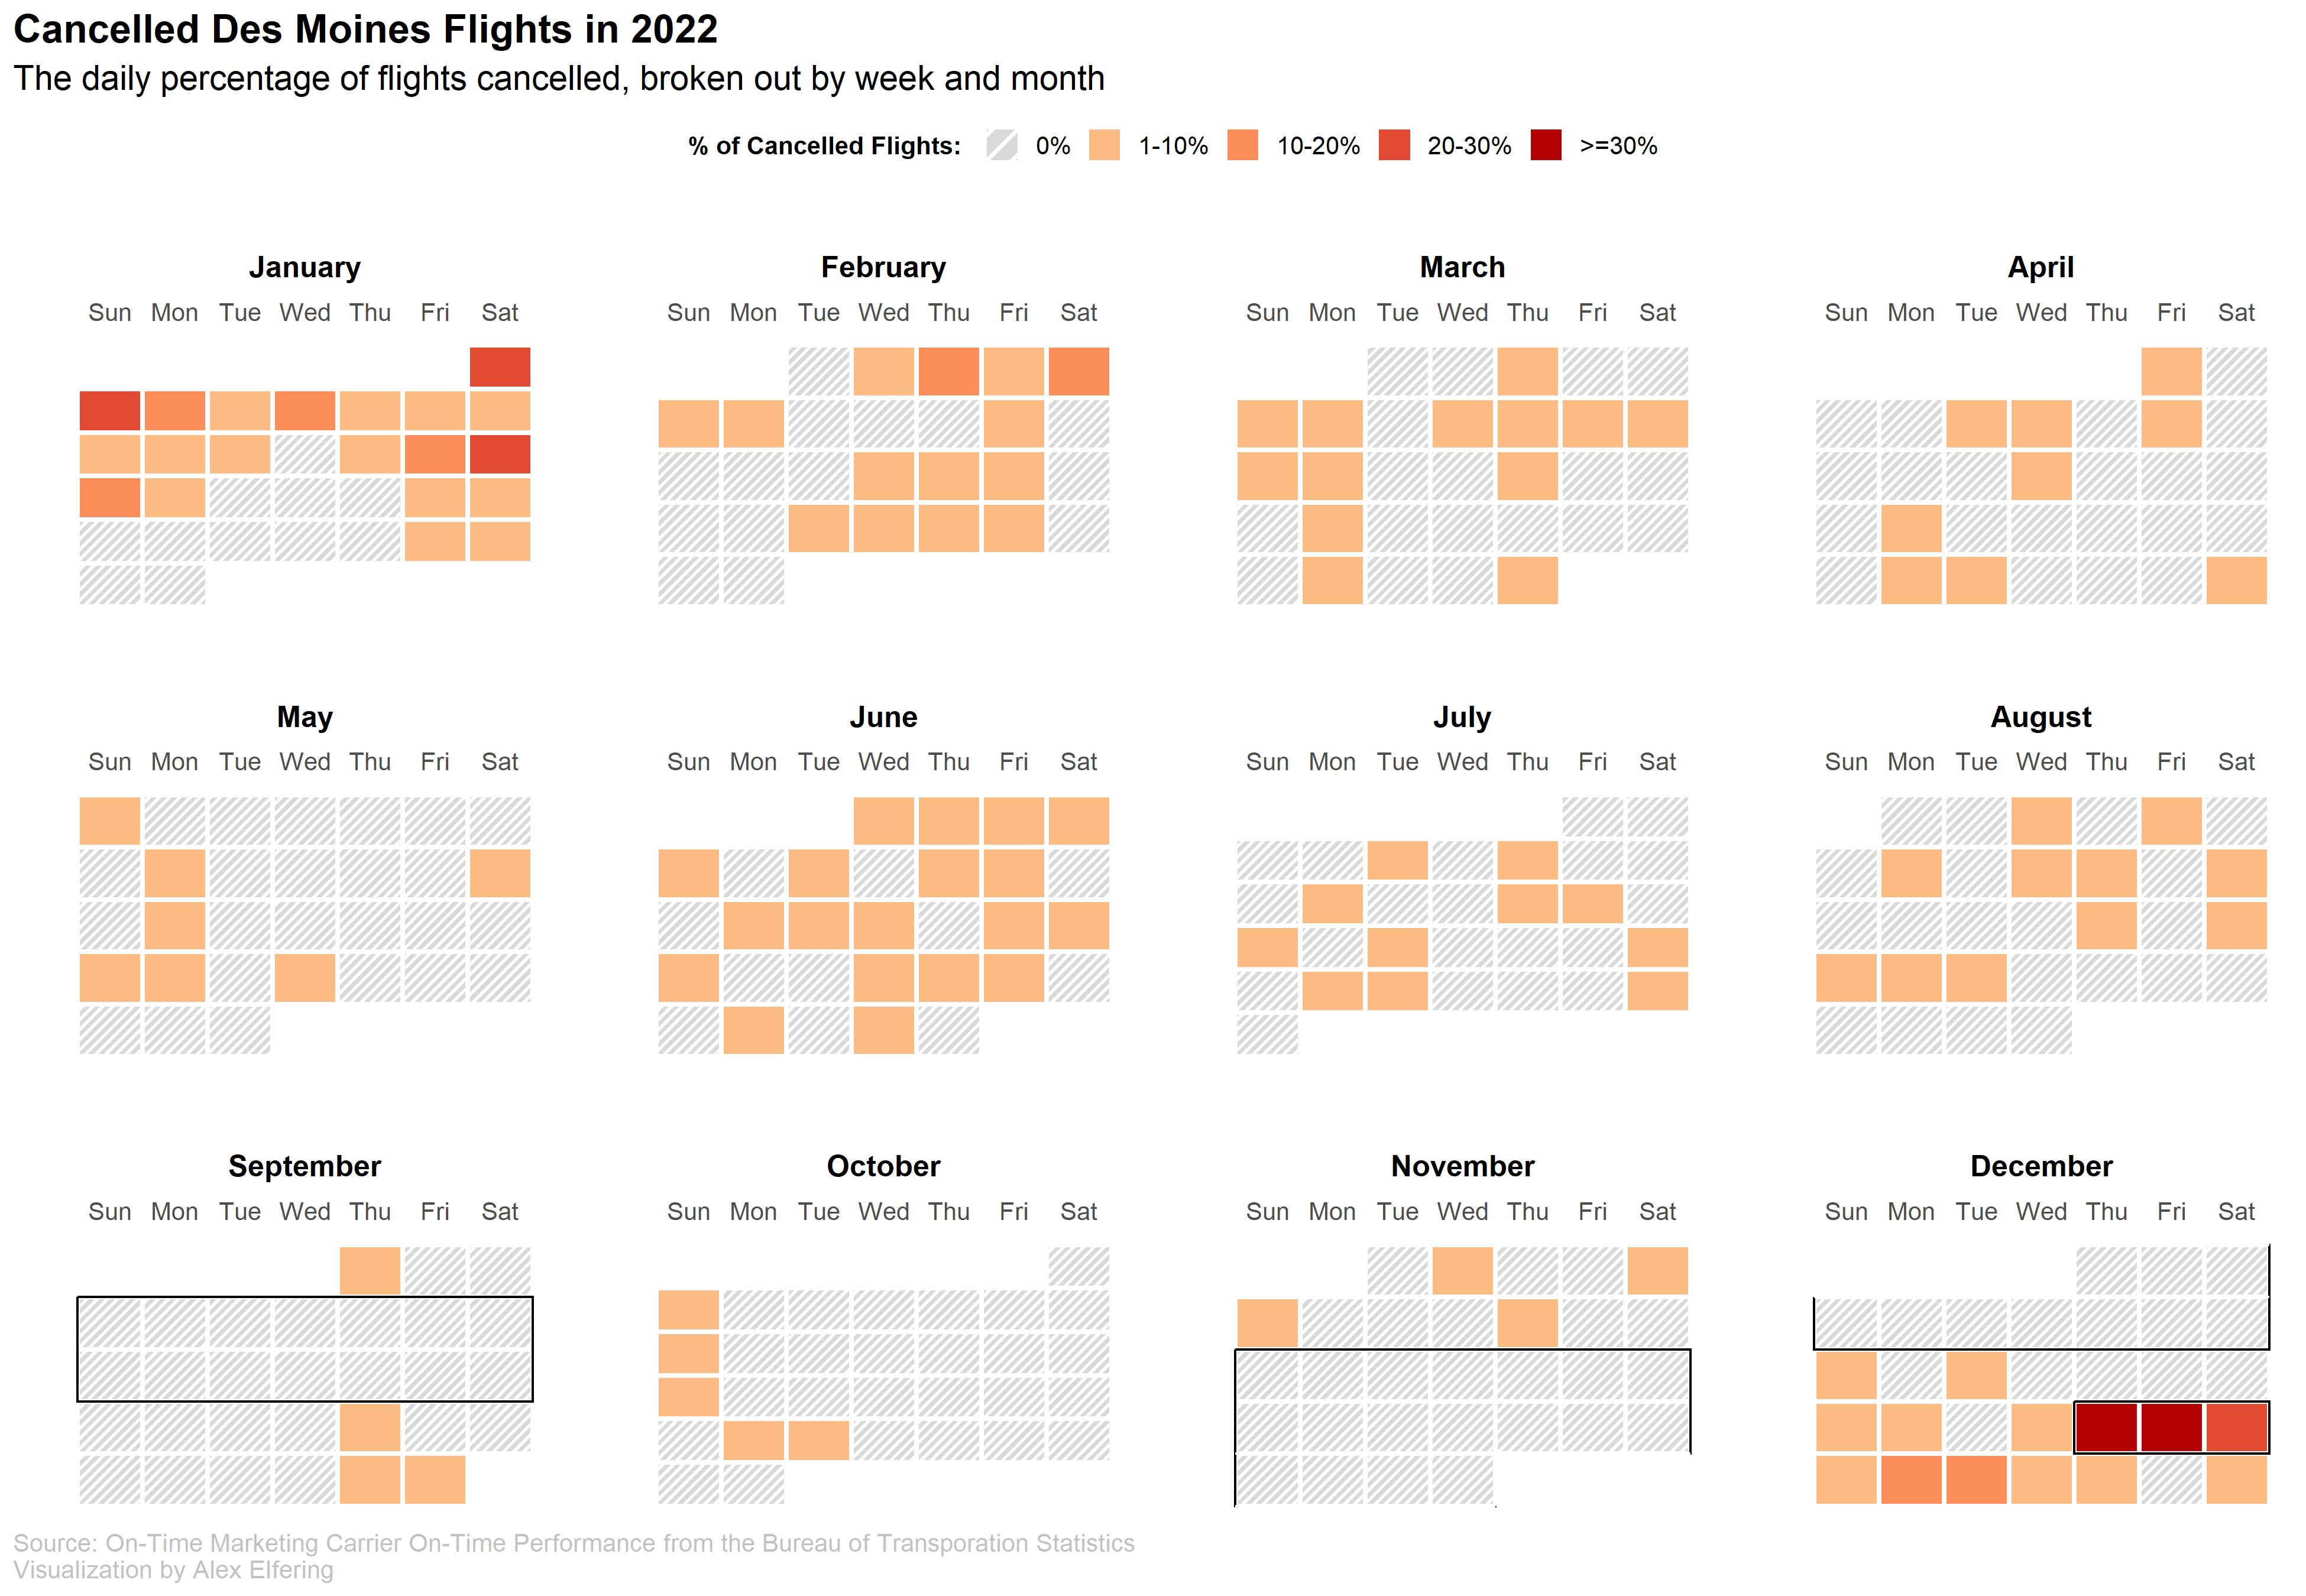 Cancelled Des Moines Flights in 2022
The daily percentage of flights cancelled, broken out by week and month
% of Cancelled Flights: 0% 1-10% 10-20% 20-30% >=30%
January February March April
Sun Mon Tue Wed Thu Fri Sat Sun Mon Tue Wed Thu Fri Sat Sun Mon Tue Wed Thu Fri Sat Sun Mon Tue Wed Thu Fri Sat
May June July August
Sun Mon Tue Wed Thu Fri Sat Sun Mon Tue Wed Thu Fri Sat Sun Mon Tue Wed Thu Fri Sat Sun Mon Tue Wed Thu Fri Sat
September October November December
Sun Mon Tue Wed Thu Fri Sat Sun Mon Tue Wed Thu Fri Sat Sun Mon Tue Wed Thu Fri Sat Sun Mon Tue Wed Thu Fri Sat
Source: On-Time Marketing Carrier On-Time Performance from the Bureau of Transporation Statistics
Visualization by Alex Elfering